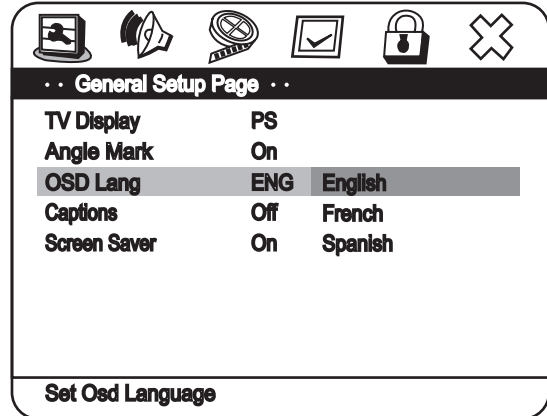 · · General Setup Page · ·
TV Display PS
Angle Mark On
OSD Lang ENG English
Captions Off French
Screen Saver On Spanish
Set Osd Language